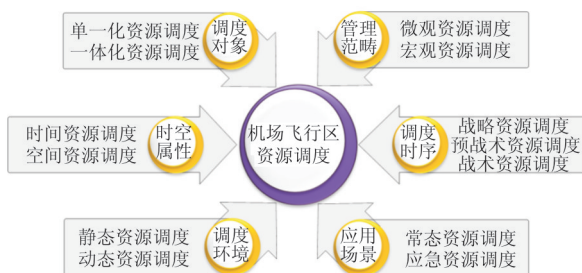 单一化资源调度
一体化资源调度
调度
对象
管理
范畴
微观资源调度
宏观资源调度
时间资源调度
空间资源调度
时空
属性
机场飞行区
资源调度
调度
时序
战略资源调度
预战术资源调度
战术资源调度
静态资源调度
动态资源调度
调度
环境
应用
场景
常态资源调度
应急资源调度